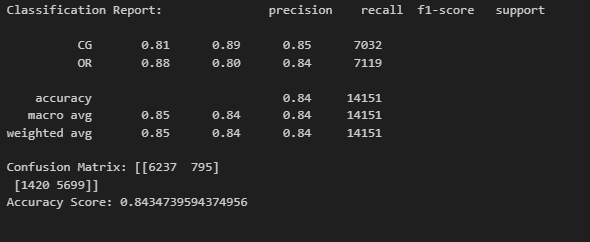 Classification Report:               precision    recall  f1-score   support

          CG       0.81      0.89      0.85      7032
          OR       0.88      0.80      0.84      7119

    accuracy                           0.84     14151
   macro avg       0.85      0.84      0.84     14151
weighted avg       0.85      0.84      0.84     14151

Confusion Matrix: [[6237  795]
 [1420 5699]]
Accuracy Score: 0.8434739594374956